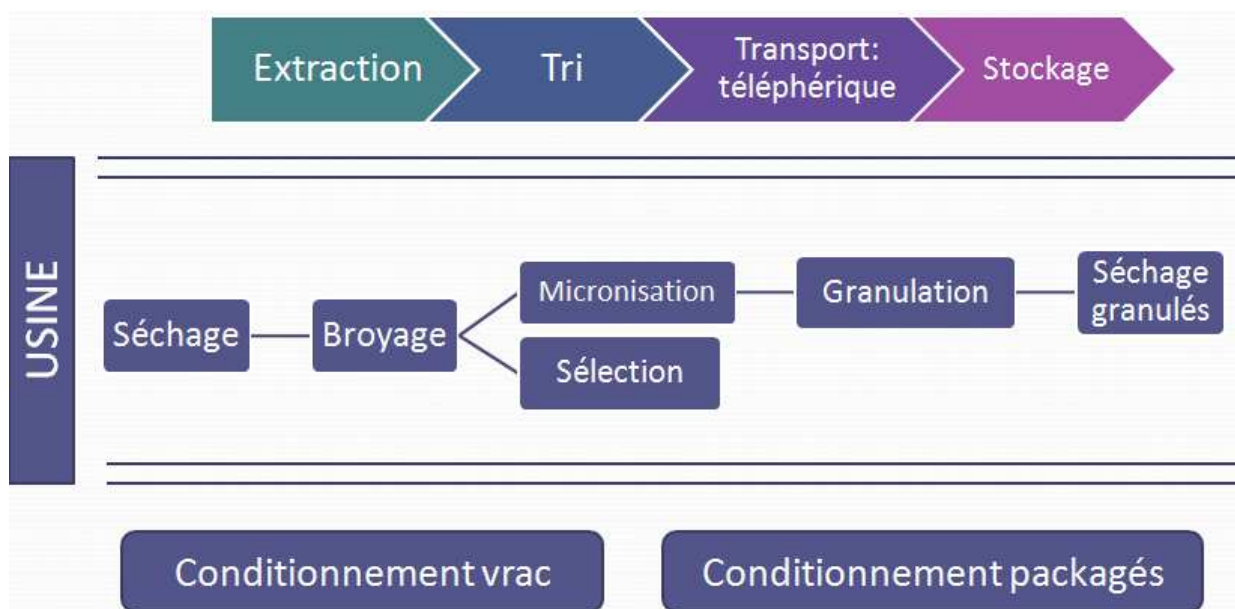 Extraction
Tri
Transport:
téléphérique
Stockage
USINE
Séchage
Broyage
Micronisation
Sélection
Granulation
Séchage
granulés
Conditionnement vrac
Conditionnement packagés